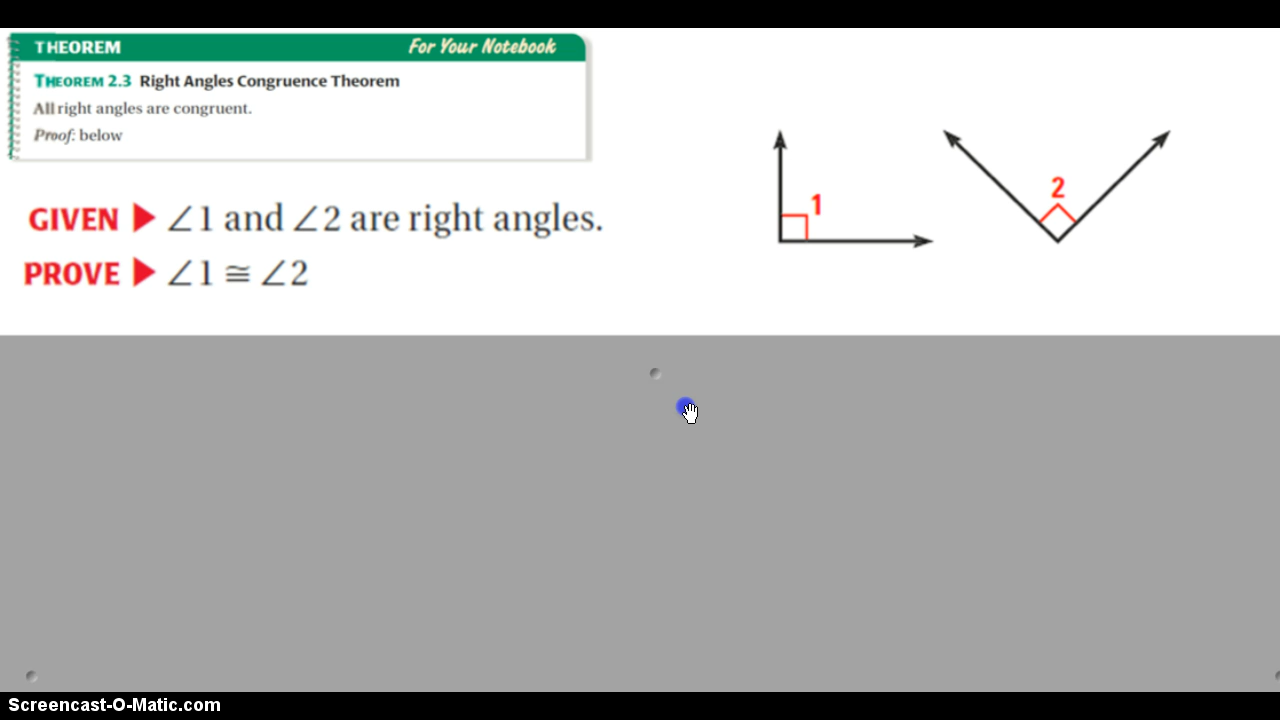 THEOREM For Your Notebook
THEOREM 2.3 Right Angles Congruence Theorem
All right angles are congruent.
Proof: below
GIVEN ▶ ∠1 and ∠2 are right angles.
PROVE ▶ ∠1 ≅ ∠2
1
2
Screencast-O-Matic.com